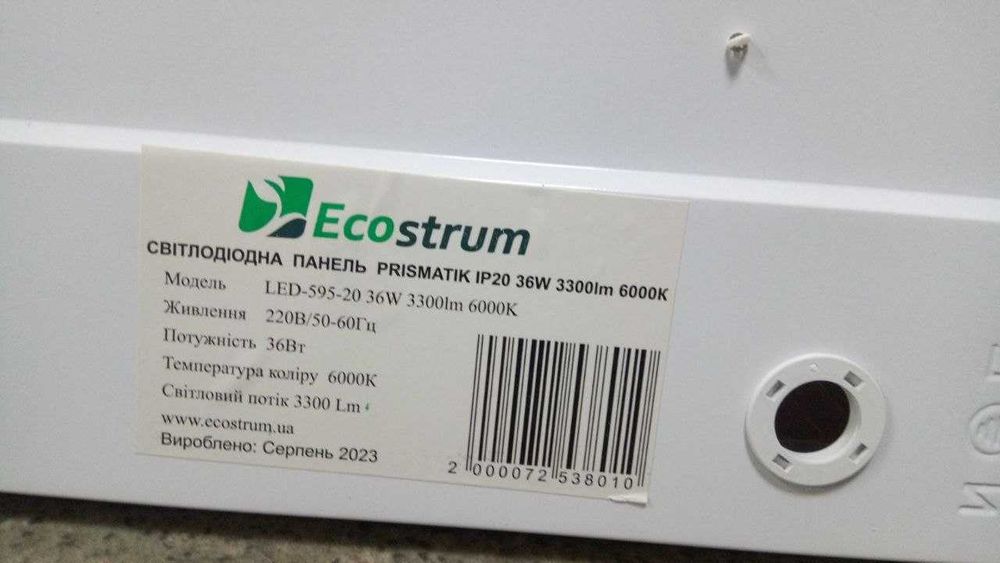 Ecostrum
СВІТЛОДІОДНА ПАНЕЛЬ PRISMATIK IP20 36W 3300lm 6000K
Модель LED-595-20 36W 3300lm 6000K
Живлення 220В/50-60Гц
Потужність 36Вт
Температура коліру 6000К
Світловий потік 3300 Lm
www.ecostrum.ua
Вироблено: Серпень 2023
2 000072 538010